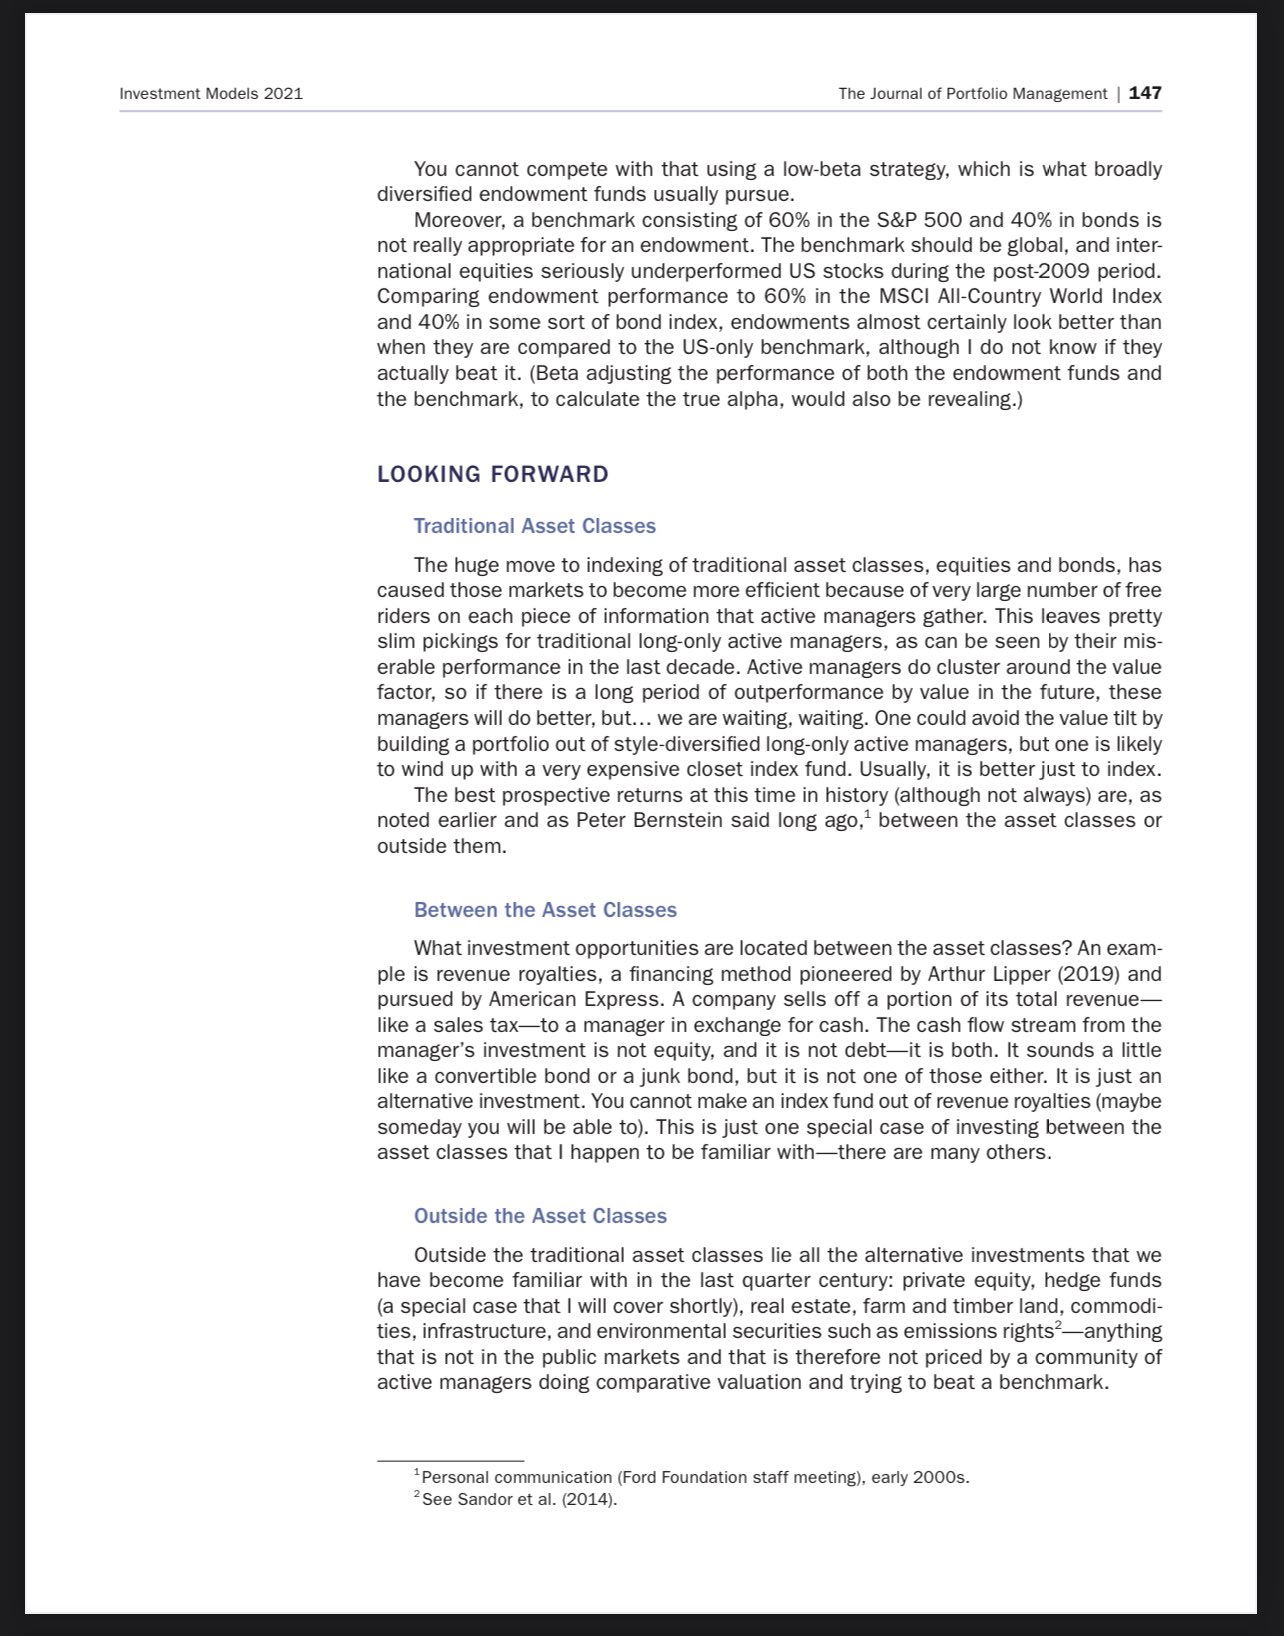 Investment Models 2021
The Journal of Portfolio Management | 147
You cannot compete with that using a low-beta strategy, which is what broadly
diversified endowment funds usually pursue.
Moreover, a benchmark consisting of 60% in the S&P 500 and 40% in bonds is
not really appropriate for an endowment. The benchmark should be global, and inter-
national equities seriously underperformed US stocks during the post-2009 period.
Comparing endowment performance to 60% in the MSCI All-Country World Index
and 40% in some sort of bond index, endowments almost certainly look better than
when they are compared to the US-only benchmark, although I do not know if they
actually beat it. (Beta adjusting the performance of both the endowment funds and
the benchmark, to calculate the true alpha, would also be revealing.)
LOOKING FORWARD
Traditional Asset Classes
The huge move to indexing of traditional asset classes, equities and bonds, has
caused those markets to become more efficient because of very large number of free
riders on each piece of information that active managers gather. This leaves pretty
slim pickings for traditional long-only active managers, as can be seen by their mis-
erable performance in the last decade. Active managers do cluster around the value
factor, so if there is a long period of outperformance by value in the future, these
managers will do better, but… we are waiting, waiting. One could avoid the value tilt by
building a portfolio out of style-diversified long-only active managers, but one is likely
to wind up with a very expensive closet index fund. Usually, it is better just to index.
The best prospective returns at this time in history (although not always) are, as
noted earlier and as Peter Bernstein said long ago,¹ between the asset classes or
outside them.
Between the Asset Classes
What investment opportunities are located between the asset classes? An exam-
ple is revenue royalties, a financing method pioneered by Arthur Lipper (2019) and
pursued by American Express. A company sells off a portion of its total revenue—
like a sales tax—to a manager in exchange for cash. The cash flow stream from the
manager's investment is not equity, and it is not debt—it is both. It sounds a little
like a convertible bond or a junk bond, but it is not one of those either. It is just an
alternative investment. You cannot make an index fund out of revenue royalties (maybe
someday you will be able to). This is just one special case of investing between the
asset classes that I happen to be familiar with—there are many others.
Outside the Asset Classes
Outside the traditional asset classes lie all the alternative investments that we
have become familiar with in the last quarter century: private equity, hedge funds
(a special case that I will cover shortly), real estate, farm and timber land, commodi-
ties, infrastructure, and environmental securities such as emissions rights²—anything
that is not in the public markets and that is therefore not priced by a community of
active managers doing comparative valuation and trying to beat a benchmark.
¹Personal communication (Ford Foundation staff meeting), early 2000s.
²See Sandor et al. (2014).